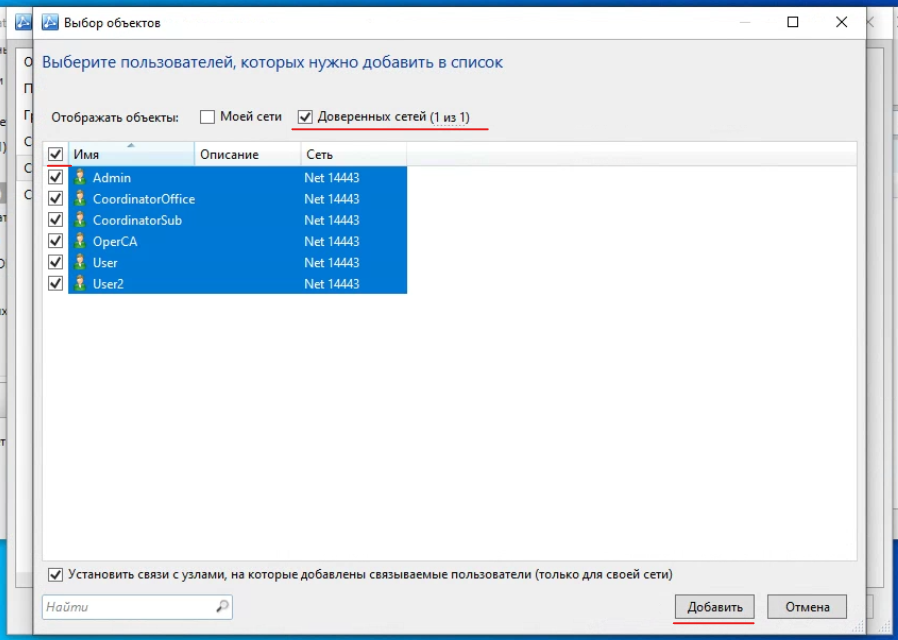 Выбор объектов
Выберите пользователей, которых нужно добавить в список
Отображать объекты: Моей сети Доверенных сетей (1 из 1)
Имя Описание Сеть
Admin Net 14443
CoordinatorOffice Net 14443
CoordinatorSub Net 14443
OperCA Net 14443
User Net 14443
User2 Net 14443
Установить связи с узлами, на которые добавлены связываемые пользователи (только для своей сети)
Найти Добавить Отмена